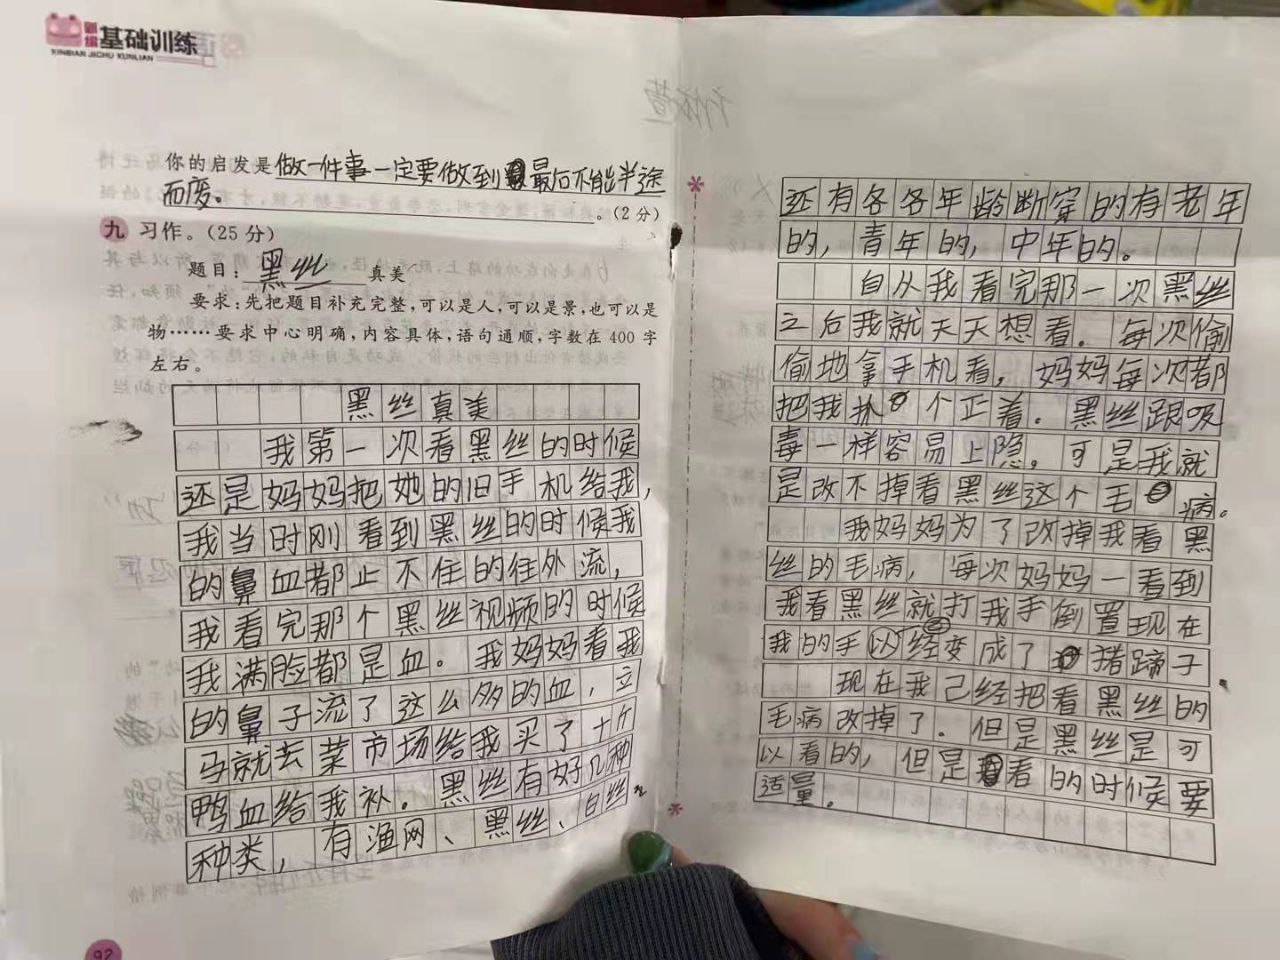 新编
基础训练
XINBIAN JICHU XUNLIAN
你的启发是做一件事一定要做到最后不能半途
而废。。(2分)
九 习作。(25分)
题目:黑丝真美
要求:先把题目补充完整,可以是人,可以是景,也可以是
物……要求中心明确,内容具体,语句通顺,字数在400字
左右。
黑丝真美
我第一次看黑丝的时候
还是妈妈把她的旧手机给我,
我当时刚看到黑丝的时候我
的鼻血都止不住的往外流,
我看完那个黑丝视频的时候
我满脸都是血。我妈妈看我
的鼻子流了这么多的血,立
马就去菜市场给我买了十个
鸭血给我补。黑丝有好几种
种类,有渔网、黑丝、白丝
还有各各年龄断穿的有老年
的,青年的,中年的。
自从我看完那一次黑丝
之后我就天天想看。每次偷
偷地拿手机看,妈妈每次都
把我抓个正着。黑丝跟吸
毒一样容易上隐,可是我就
是改不掉看黑丝这个毛病。
我妈妈为了改掉我看黑
丝的毛病,每次妈妈一看到
我看黑丝就打我手倒置现在
我的手以经变成了猪蹄子
现在我己经把看黑丝的
毛病改掉了。但是黑丝是可
以看的,但是看的时候要
适量。
92